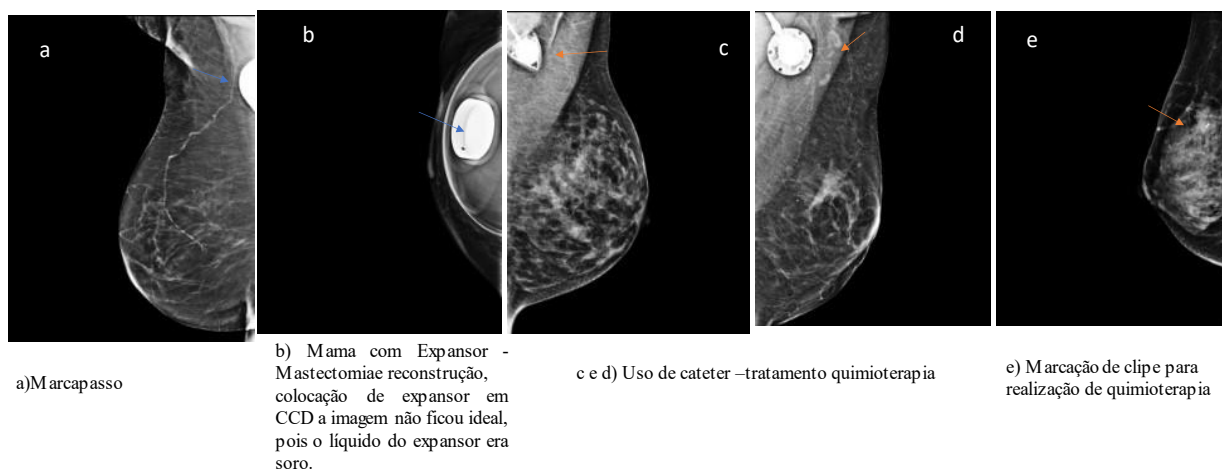 a
b
c
d
e
a)Marcapasso
b) Mama com Expansor -
Mastectomiae reconstrução,
colocação de expansor em
CCD a imagem não ficou ideal,
pois o líquido do expansor era
soro.
c e d) Uso de cateter –tratamento quimioterapia
e) Marcação de clipe para
realização de quimioterapia